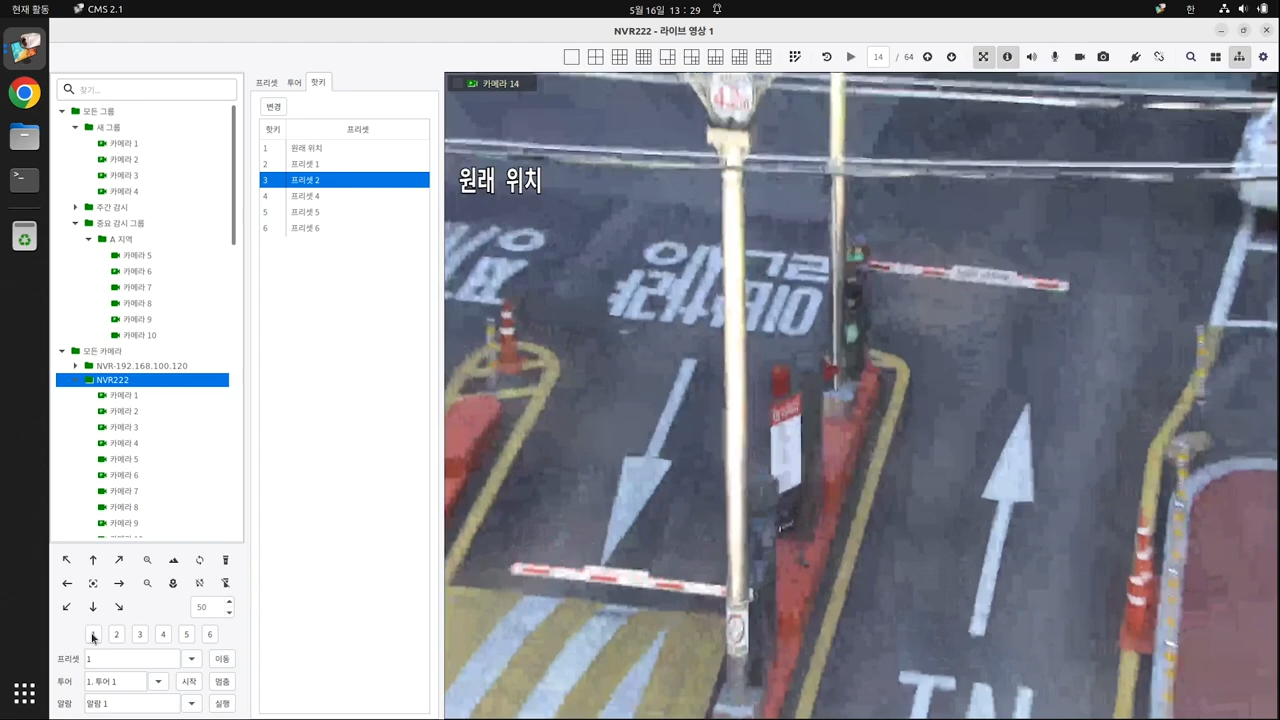 현재 활동
CMS 2.1
5월 16일 13 : 29
한
NVR222 - 라이브 영상 1
14 / 64
찾기...
모든 그룹
새 그룹
카메라 1
카메라 2
카메라 3
카메라 4
주간 감시
중요 감시 그룹
A 지역
카메라 5
카메라 6
카메라 7
카메라 8
카메라 9
카메라 10
모든 카메라
NVR-192.168.100.120
NVR222
카메라 1
카메라 2
카메라 3
카메라 4
카메라 5
카메라 6
카메라 7
카메라 8
카메라 9
50
2 3 4 5 6
프리셋 1 이동
투어 1. 투어 1 시작 멈춤
알람 알람 1 실행
프리셋 투어 핫키
변경
핫키 프리셋
1 원래 위치
2 프리셋 1
3 프리셋 2
4 프리셋 4
5 프리셋 5
6 프리셋 6
카메라 14
원래 위치
IN